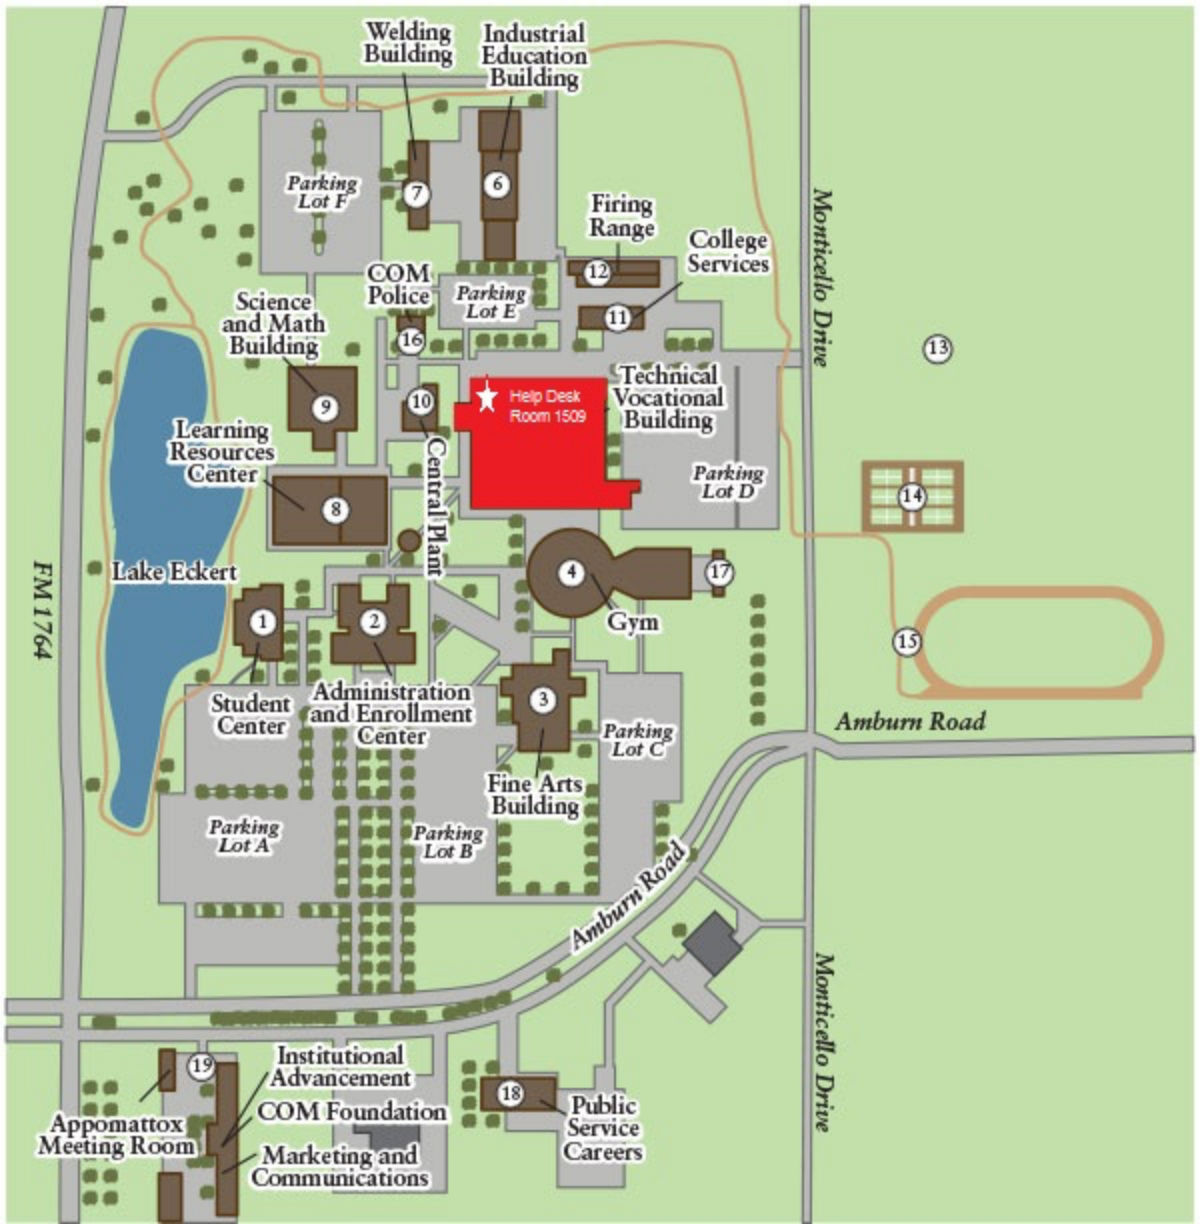 Welding
Building
Industrial
Education
Building
Parking
Lot F
7
6
Firing
Range
College
Services
12
11
COM
Police
16
Parking
Lot E
Science
and Math
Building
9
10
Help Desk
Room 1509
Technical
Vocational
Building
Monticello Drive
13
Learning
Resources
Center
8
Central Plant
Parking
Lot D
14
FM 1764
Lake Eckert
4
17
Gym
1
2
15
Student
Center
Administration
and Enrollment
Center
3
Parking
Lot C
Amburn Road
Fine Arts
Building
Parking
Lot A
Parking
Lot B
Amburn Road
Monticello Drive
19
Institutional
Advancement
COM Foundation
18
Public
Service
Careers
Appomattox
Meeting Room
Marketing and
Communications